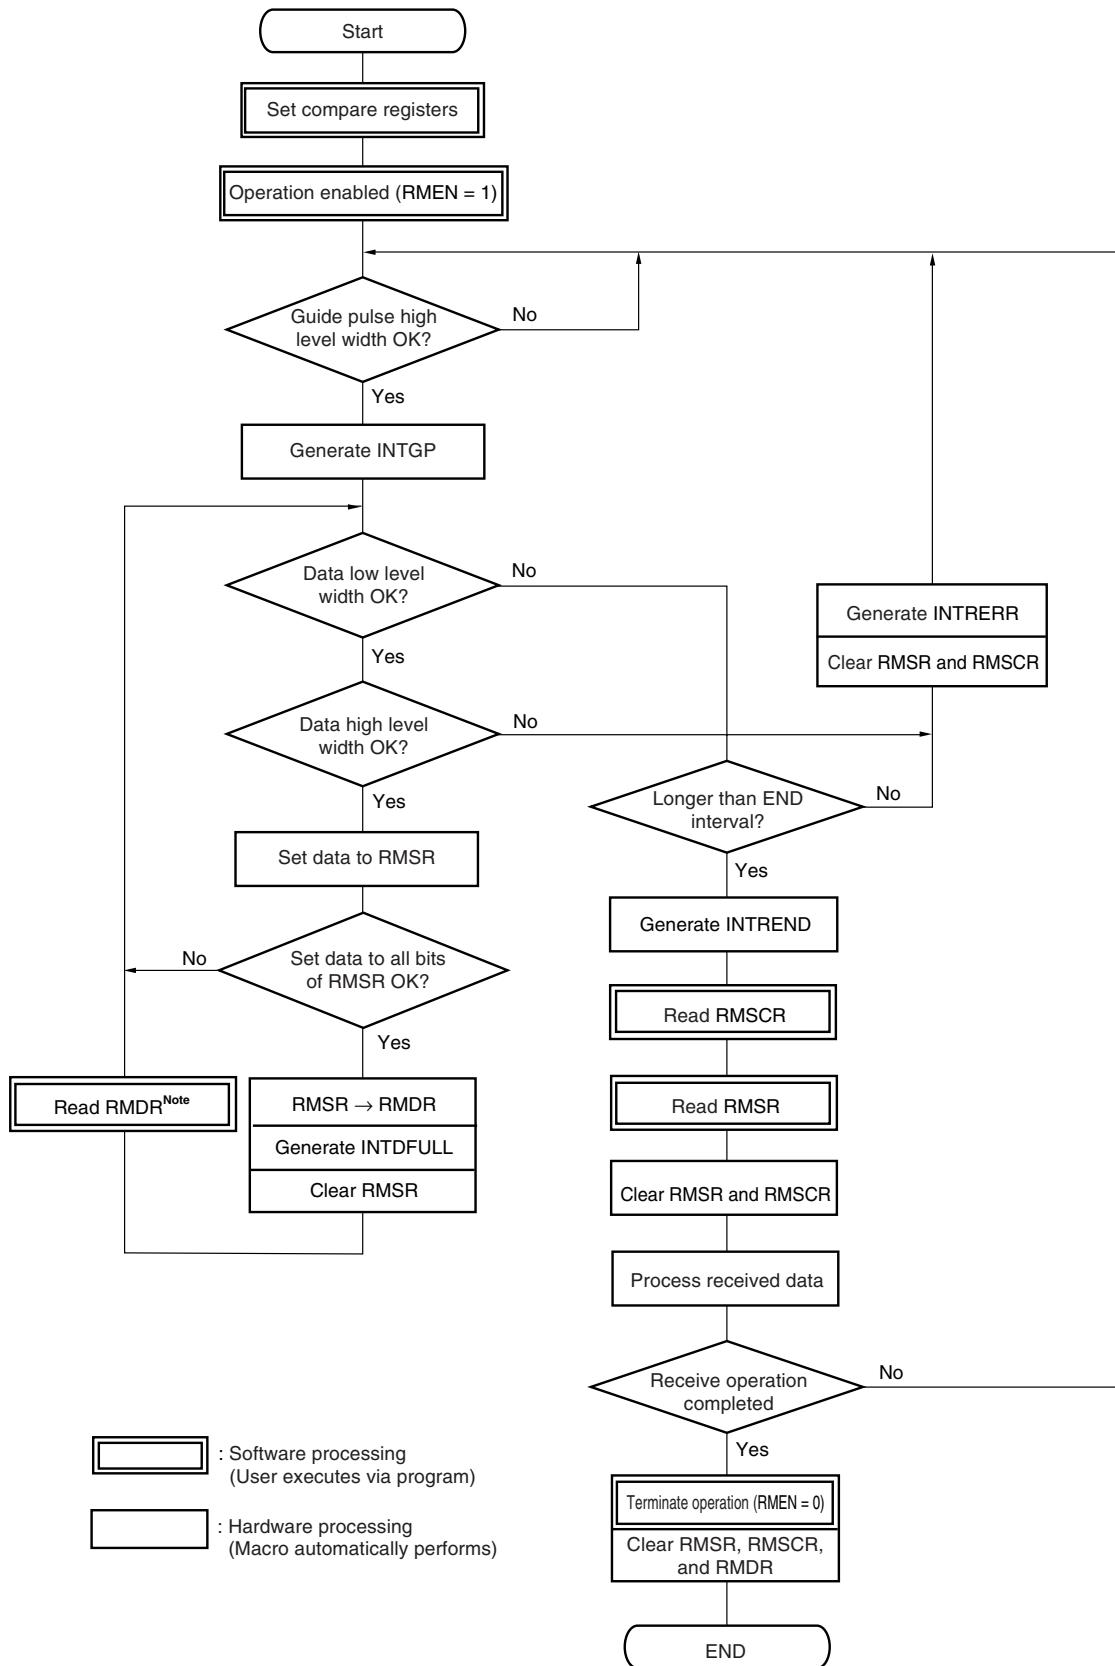 Start
Set compare registers
Operation enabled (RMEN = 1)
Guide pulse high
level width OK?
No
Yes
Generate INTGP
Data low level
width OK?
No
Yes
Generate INTRERR
Clear RMSR and RMSCR
Data high level
width OK?
No
Yes
Longer than END
interval?
No
Yes
Set data to RMSR
Generate INTREND
Set data to all bits
of RMSR OK?
No
Yes
Read RMSCR
Read RMDRNote
RMSR → RMDR
Generate INTDFULL
Clear RMSR
Read RMSR
Clear RMSR and RMSCR
Process received data
Receive operation
completed
No
Yes
Terminate operation (RMEN = 0)
Clear RMSR, RMSCR,
and RMDR
END
: Software processing
(User executes via program)
: Hardware processing
(Macro automatically performs)